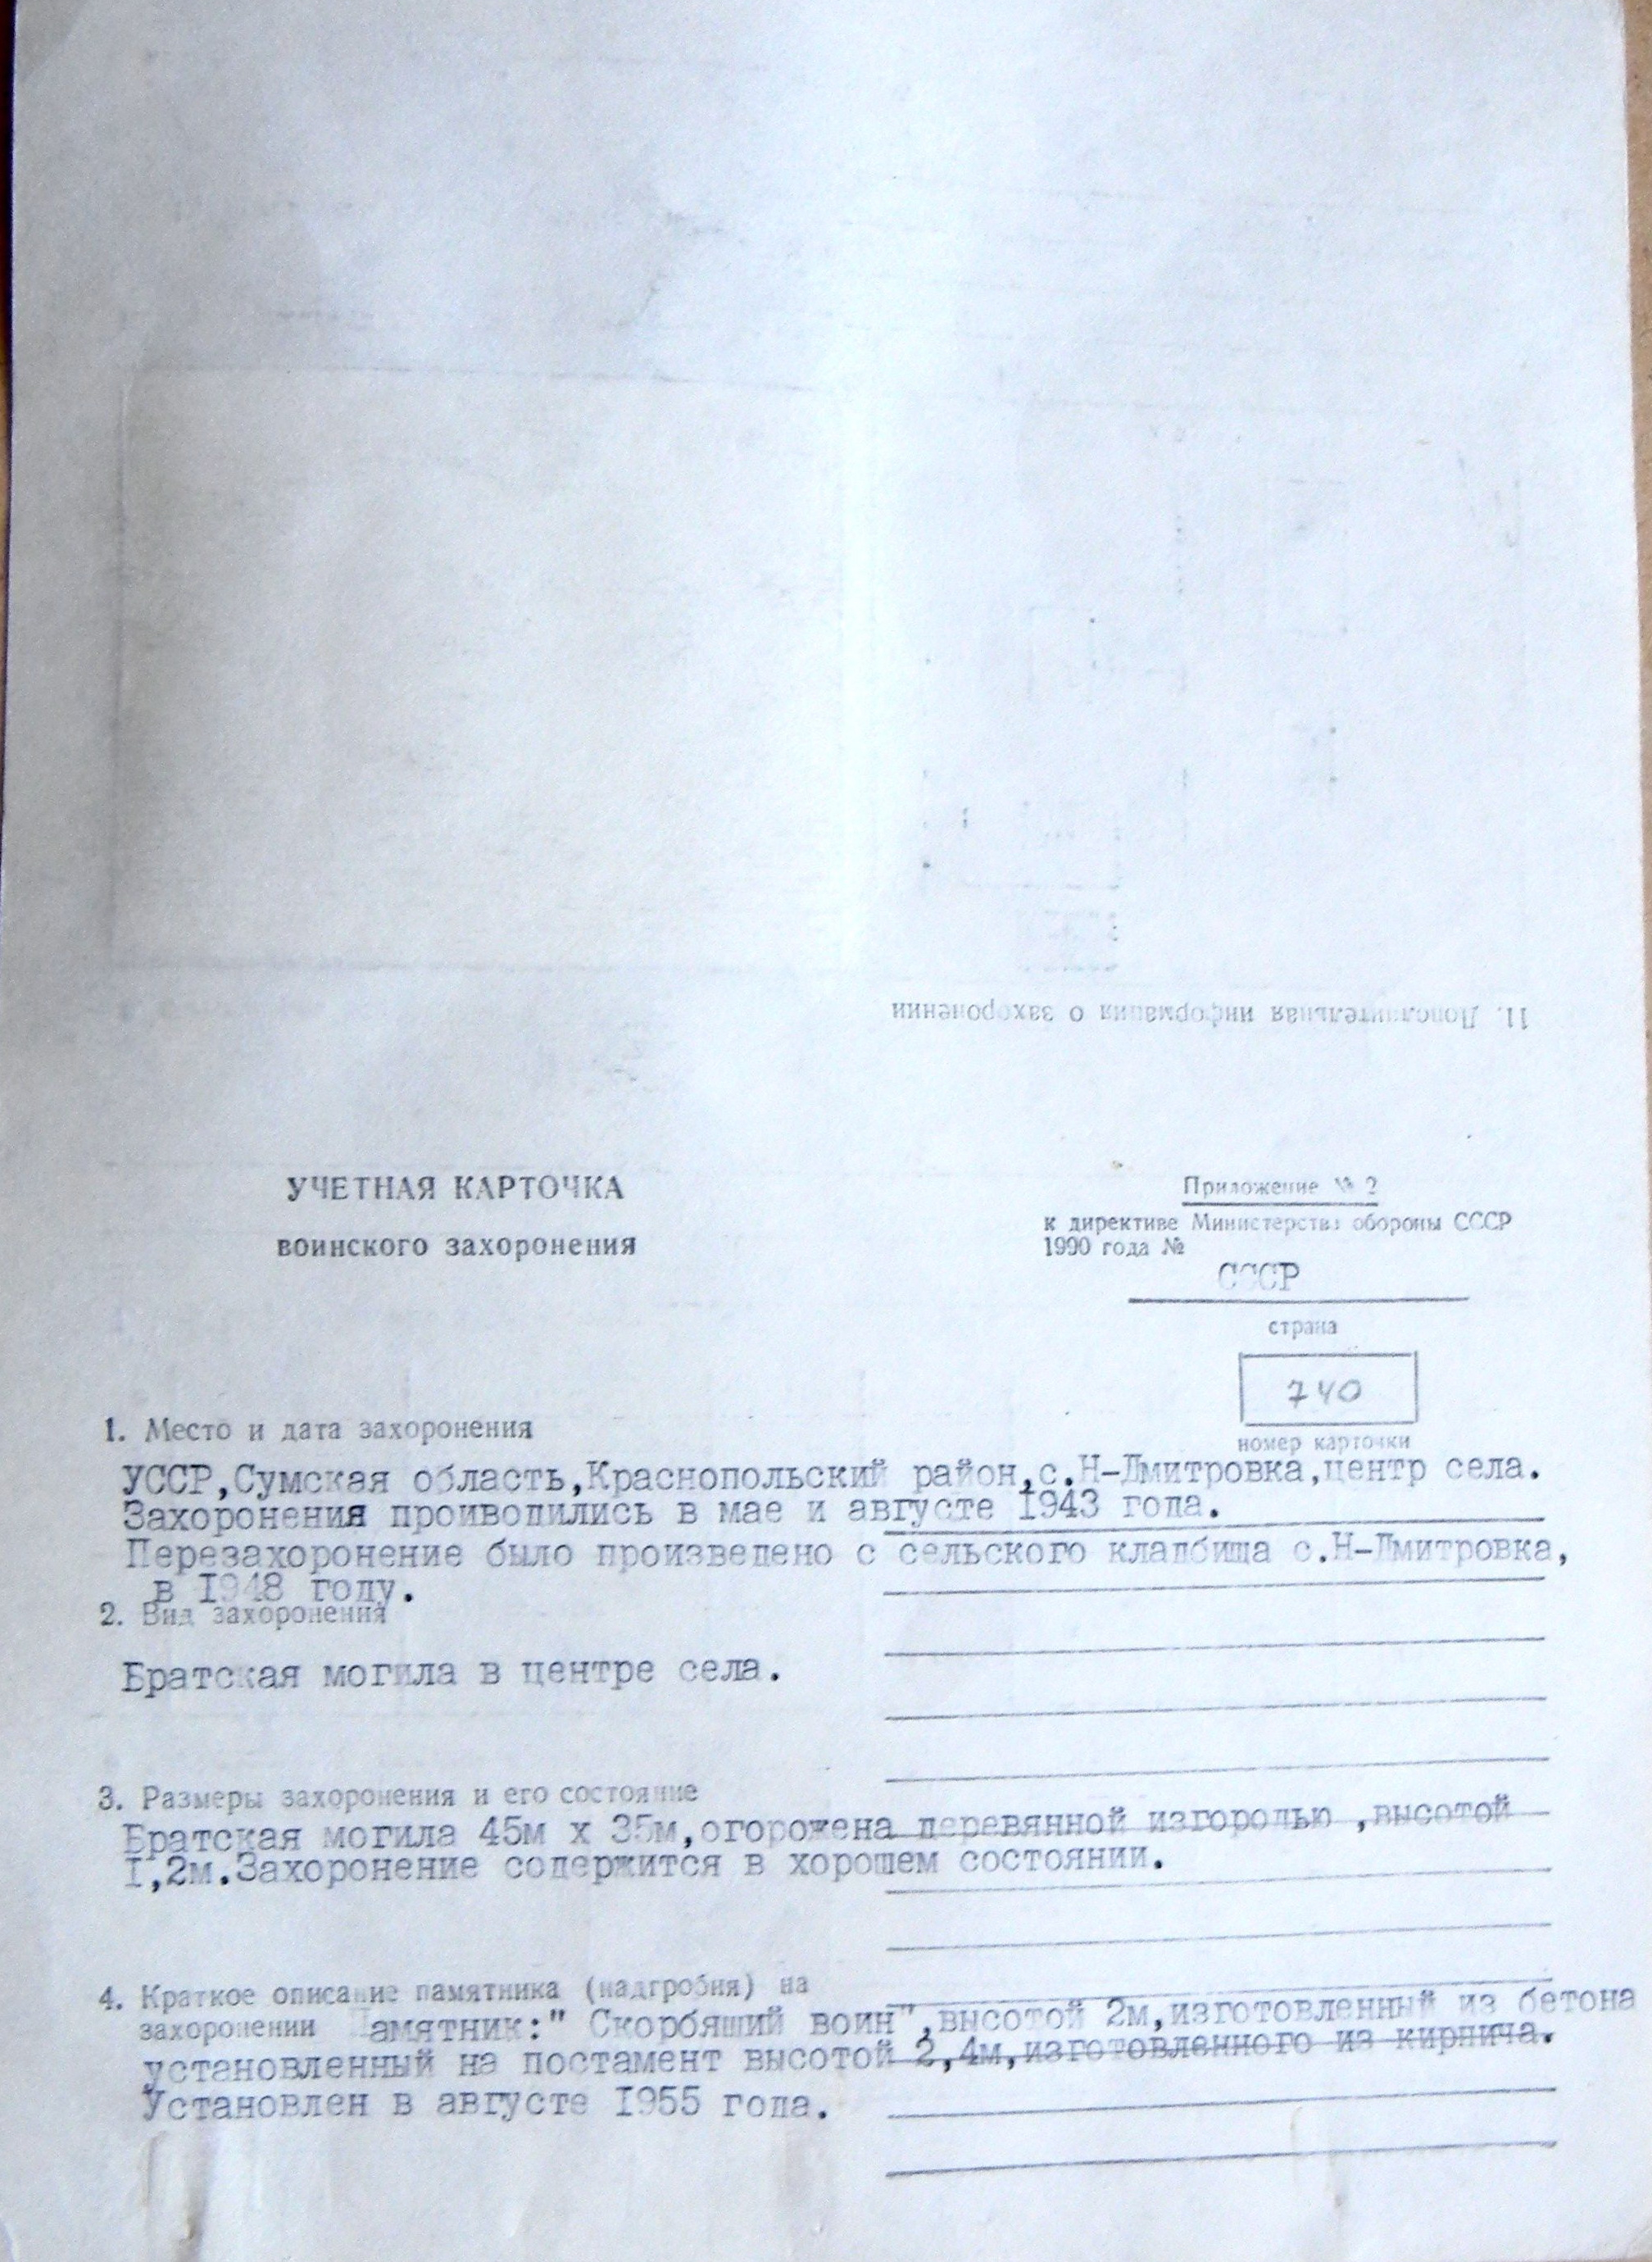 11. Дополнительная информация о захоронении
УЧЕТНАЯ КАРТОЧКА
воинского захоронения
Приложение № 2
к директиве Министерства обороны СССР
1990 года №
СССР
страна
740
номер карточки
1. Место и дата захоронения
УССР,Сумская область,Краснопольский район,с.Н-Дмитровка,центр села.
Захоронения проиводились в мае и августе 1943 года.
Перезахоронение было произведено с сельского кладбища с.Н-Дмитровка,
в 1948 году.
2. Вид захоронения
Братская могила в центре села.
3. Размеры захоронения и его состояние
Братская могила 45м х 35м,огорожена деревянной изгородью ,высотой
1,2м.Захоронение содержится в хорошем состоянии.
4. Краткое описание памятника (надгробия) на
захоронении Памятник:" Скорбящий воин",высотой 2м,изготовленный из бетона
установленный на постамент высотой 2,4м,изготовленного из кирпича.
Установлен в августе 1955 года.